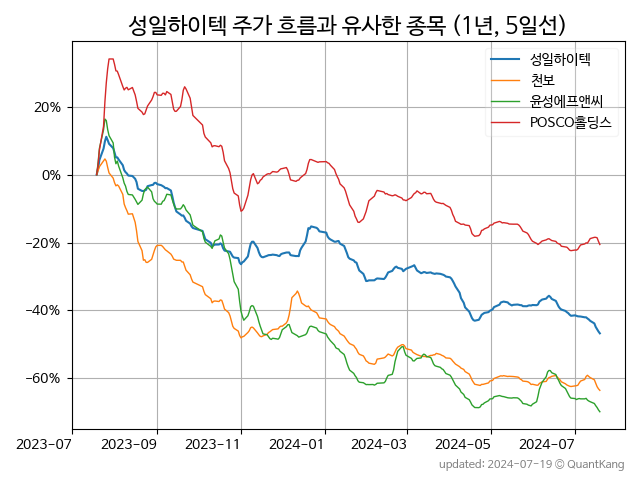 성일하이텍 주가 흐름과 유사한 종목 (1년, 5일선)
성일하이텍
천보
윤성에프앤씨
POSCO홀딩스
20%
0%
−20%
−40%
−60%
2023-07 2023-09 2023-11 2024-01 2024-03 2024-05 2024-07
updated: 2024-07-19 ⓒ QuantKang